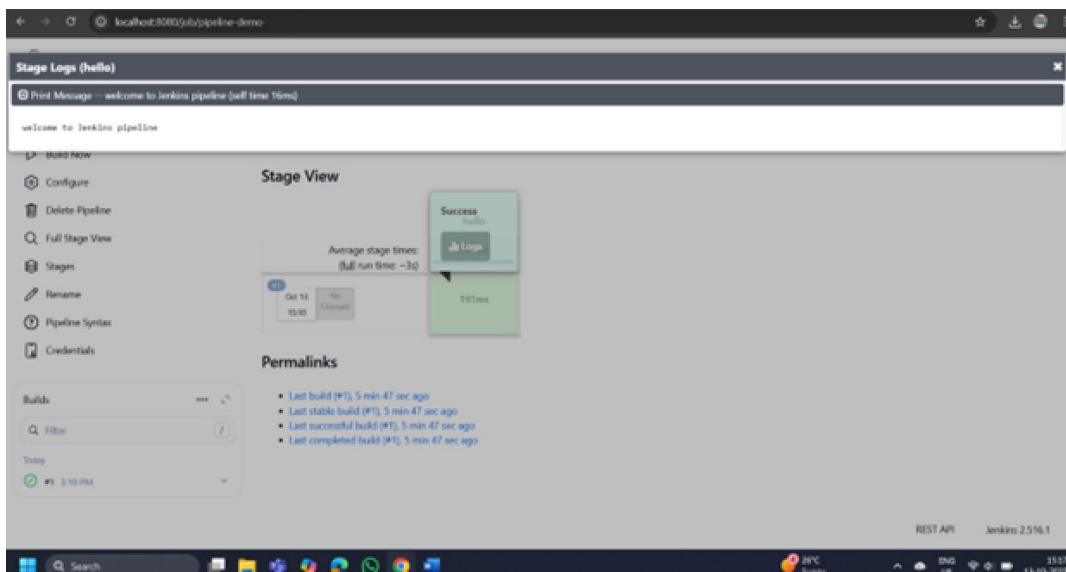 localhost:8080/job/pipeline-demo
Stage Logs (hello)
Print Message -- welcome to Jenkins pipeline (self time 16ms)
welcome to Jenkins pipeline
Build Now
Configure
Delete Pipeline
Full Stage View
Stages
Rename
Pipeline Syntax
Credentials
Stage View
Success
hello
Logs
Average stage times:
(full run time: ~3s)
#1
Oct 13
15:10
No
Changes
191ms
Permalinks
Last build (#1), 5 min 47 sec ago
Last stable build (#1), 5 min 47 sec ago
Last successful build (#1), 5 min 47 sec ago
Last completed build (#1), 5 min 47 sec ago
Builds
Filter
/
Today
#1 3:10 PM
REST API
Jenkins 2.516.1
Search
26°C
Sunny
ENG